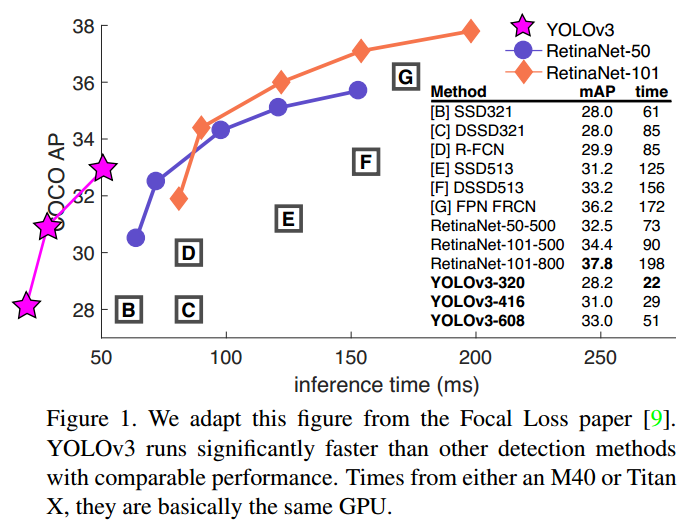 38
36
34
32
30
28
COCO AP
50
100
150
200
250
inference time (ms)
B
C
D
E
F
G
YOLOv3
RetinaNet-50
RetinaNet-101
Method mAP time
[B] SSD321 28.0 61
[C] DSSD321 28.0 85
[D] R-FCN 29.9 85
[E] SSD513 31.2 125
[F] DSSD513 33.2 156
[G] FPN FRCN 36.2 172
RetinaNet-50-500 32.5 73
RetinaNet-101-500 34.4 90
RetinaNet-101-800 37.8 198
YOLOv3-320 28.2 22
YOLOv3-416 31.0 29
YOLOv3-608 33.0 51
Figure 1. We adapt this figure from the Focal Loss paper [9].
YOLOv3 runs significantly faster than other detection methods
with comparable performance. Times from either an M40 or Titan
X, they are basically the same GPU.